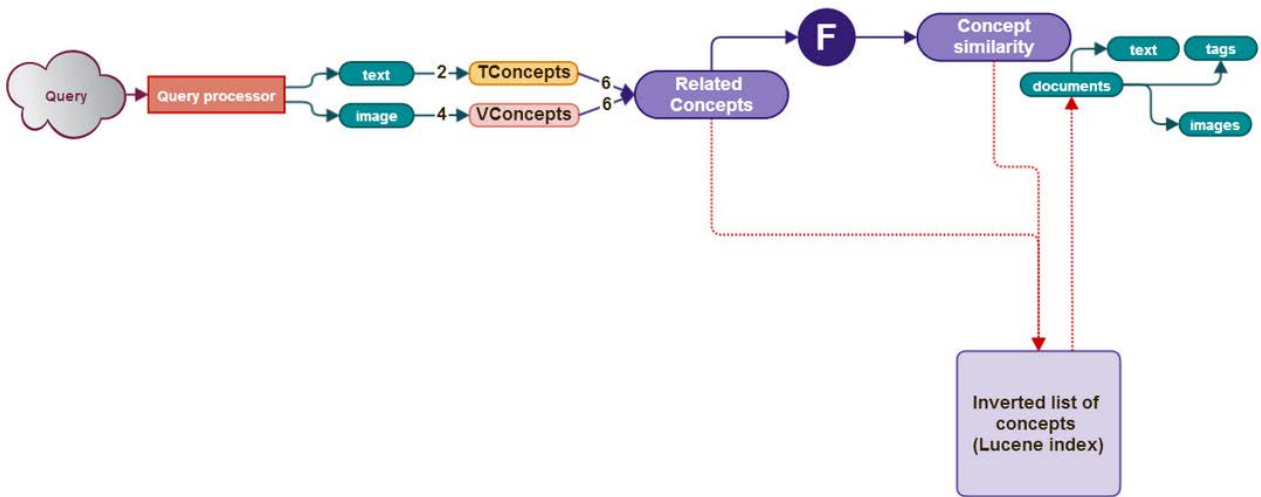 Query
Query processor
text
image
2
4
TConcepts
VConcepts
6
6
Related
Concepts
F
Concept
similarity
documents
text
tags
images
Inverted list of
concepts
(Lucene index)